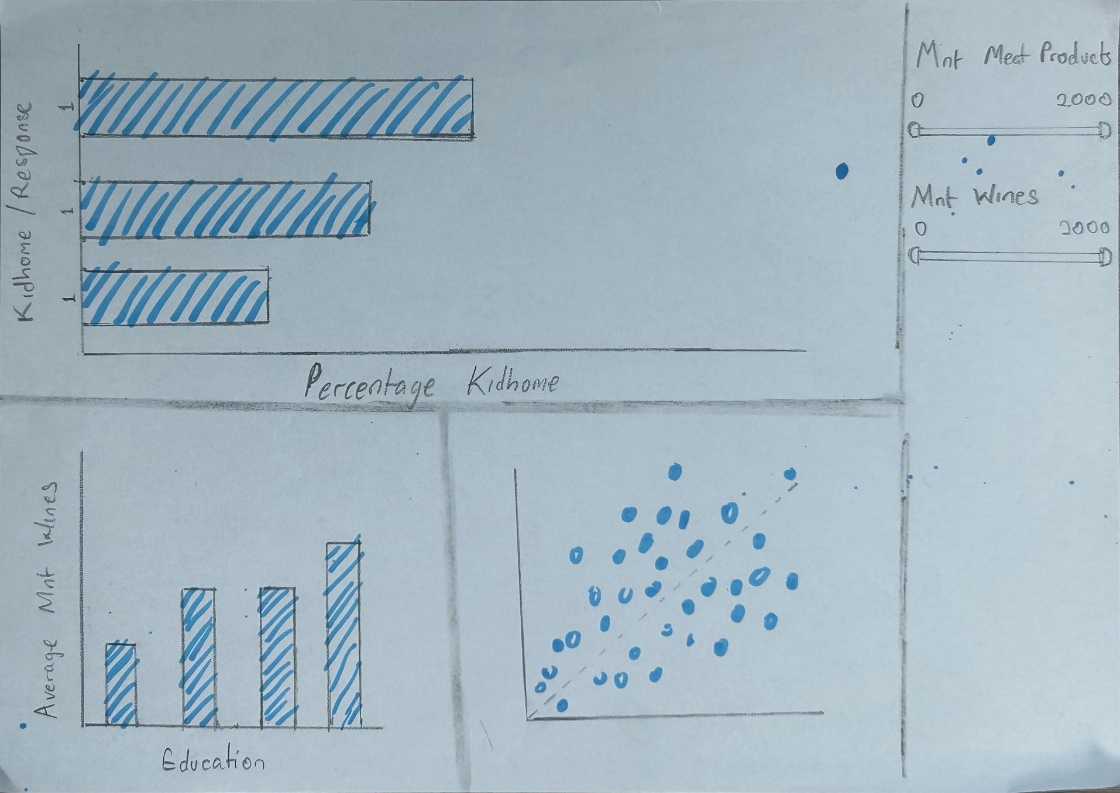 Kidhome / Response
1
1
1
Percentage Kidhome
Mnt Meat Products
0 2000
Mnt Wines
0 2000
Average Mnt Wines
Education